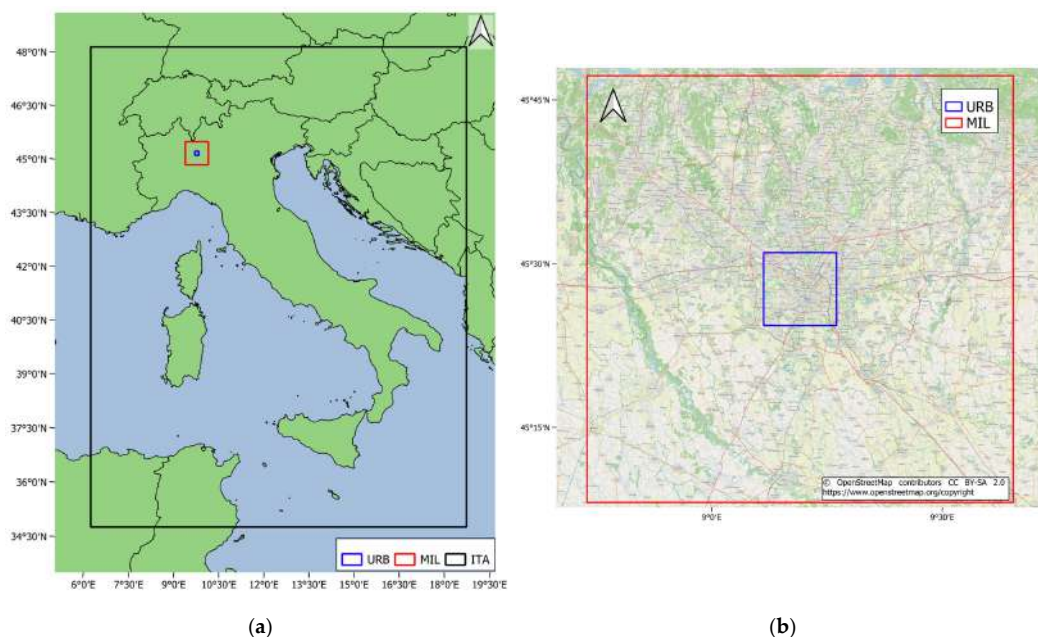 48°0'N
46°30'N
45°0'N
43°30'N
42°0'N
40°30'N
39°0'N
37°30'N
36°0'N
34°30'N
URB MIL ITA
6°0'E 7°30'E 9°0'E 10°30'E 12°0'E 13°30'E 15°0'E 16°30'E 18°0'E 19°30'E
(a)
45°45'N
45°30'N
45°15'N
URB
MIL
© OpenStreetMap contributors CC BY-SA 2.0
https://www.openstreetmap.org/copyright
9°0'E 9°30'E
(b)